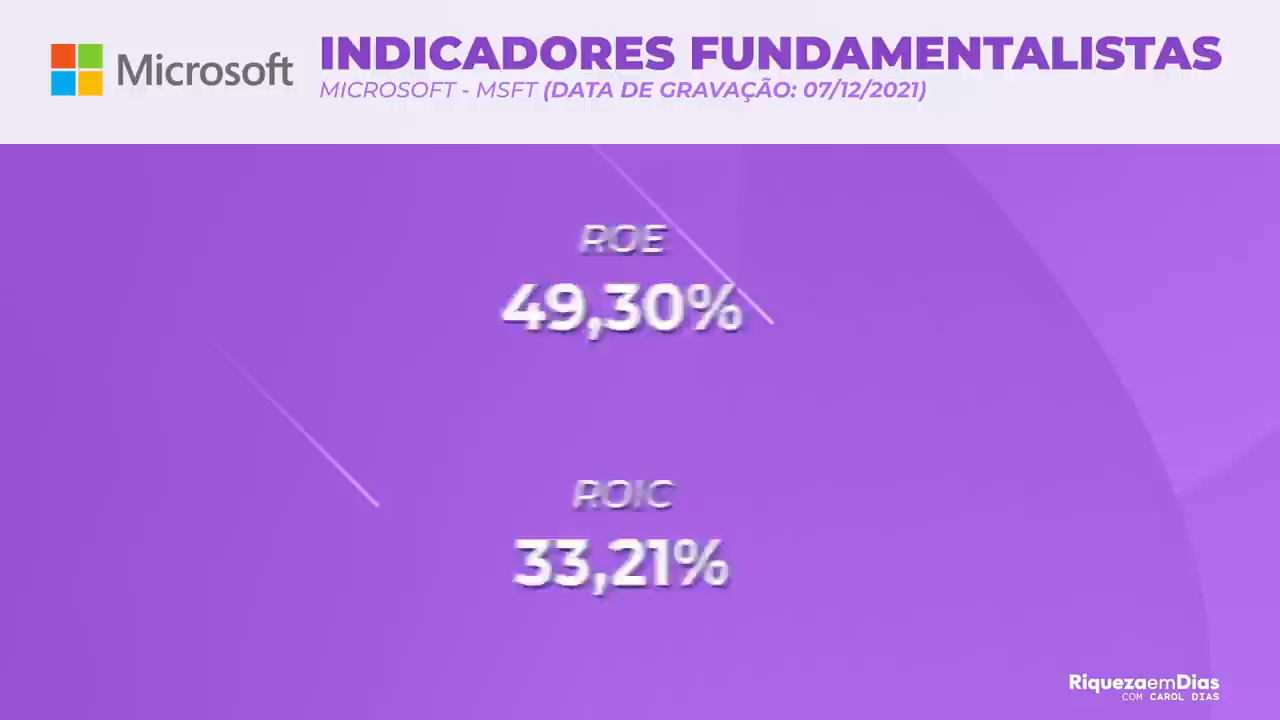 Microsoft
INDICADORES FUNDAMENTALISTAS
MICROSOFT - MSFT (DATA DE GRAVAÇÃO: 07/12/2021)
ROE
49,30%
ROIC
33,21%
RiquezaemDias
COM CAROL DIAS